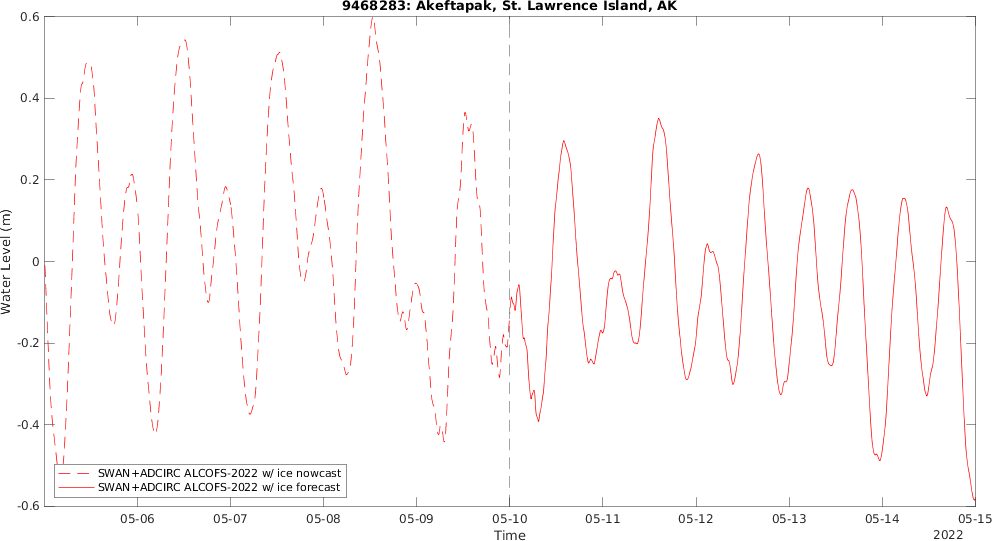 9468283: Akeftapak, St. Lawrence Island, AK
0.6
0.4
0.2
0
-0.2
-0.4
-0.6
Water Level (m)
SWAN+ADCIRC ALCOFS-2022 w/ ice nowcast
SWAN+ADCIRC ALCOFS-2022 w/ ice forecast
05-06 05-07 05-08 05-09 05-10 05-11 05-12 05-13 05-14 05-15
Time
2022